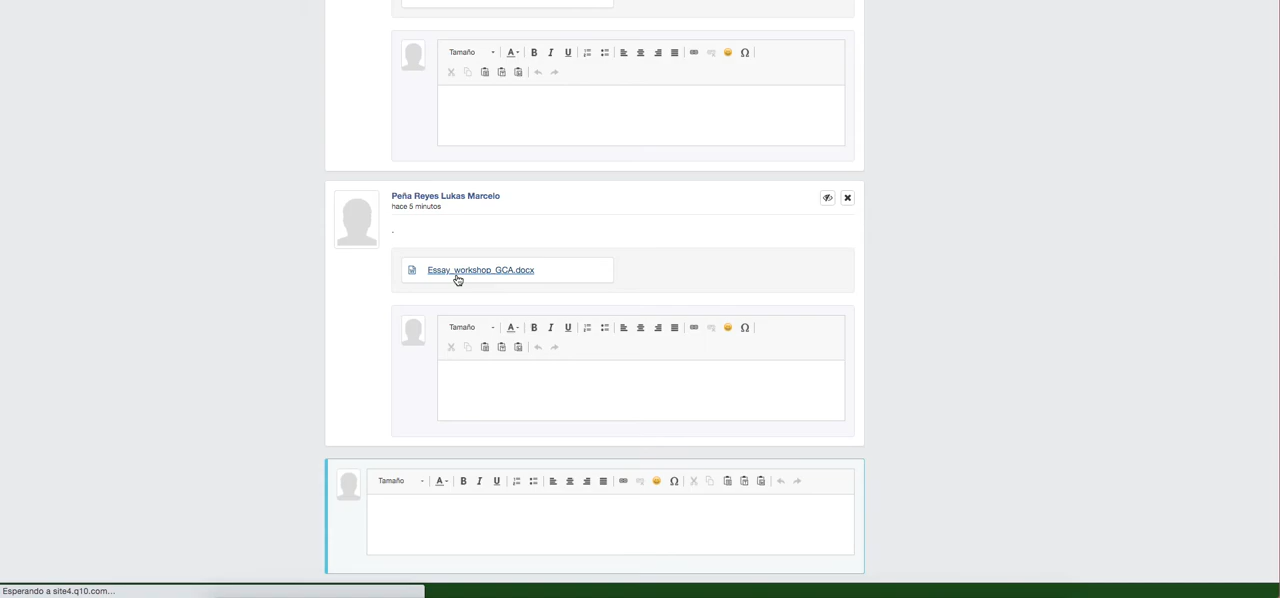 Tamaño
Peña Reyes Lukas Marcelo
hace 5 minutos
.
Essay_workshop_GCA.docx
Tamaño
Tamaño
Esperando a site4.q10.com...